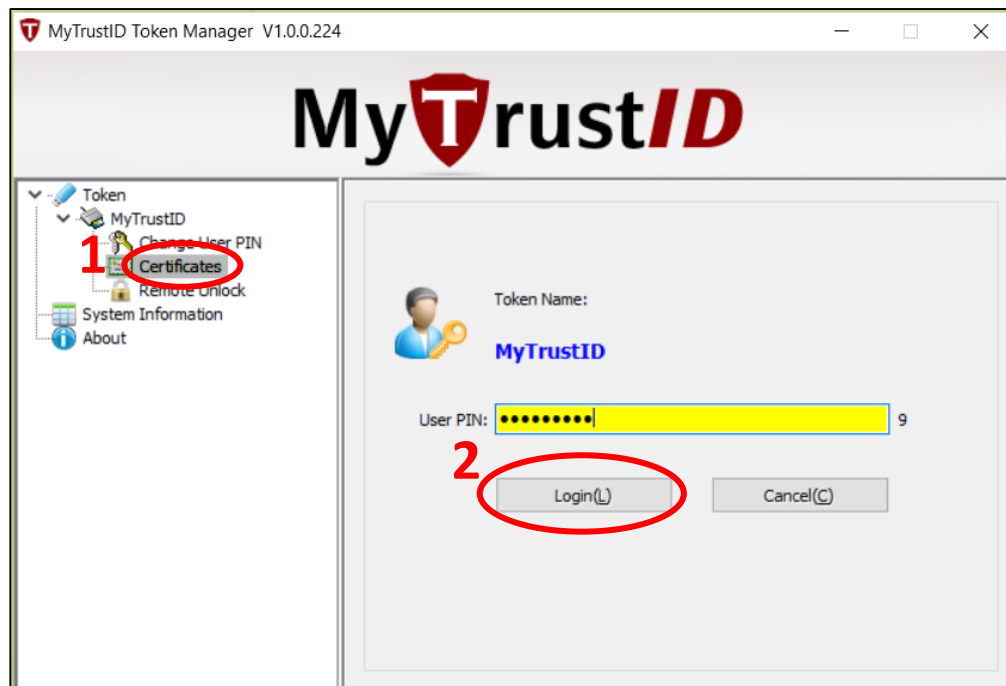 MyTrustID Token Manager V1.0.0.224
MyTrustID
Token
MyTrustID
Change User PIN
1
Certificates
Remote Unlock
System Information
About
Token Name:
MyTrustID
User PIN: ●●●●●●●●● 9
2
Login(L)
Cancel(C)